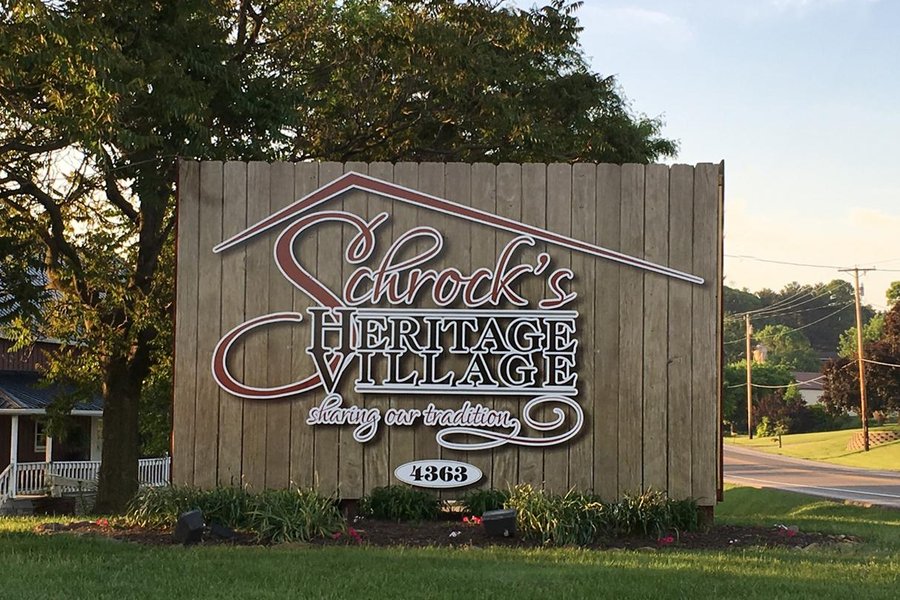 Schrock's
HERITAGE
VILLAGE
sharing our tradition
4363